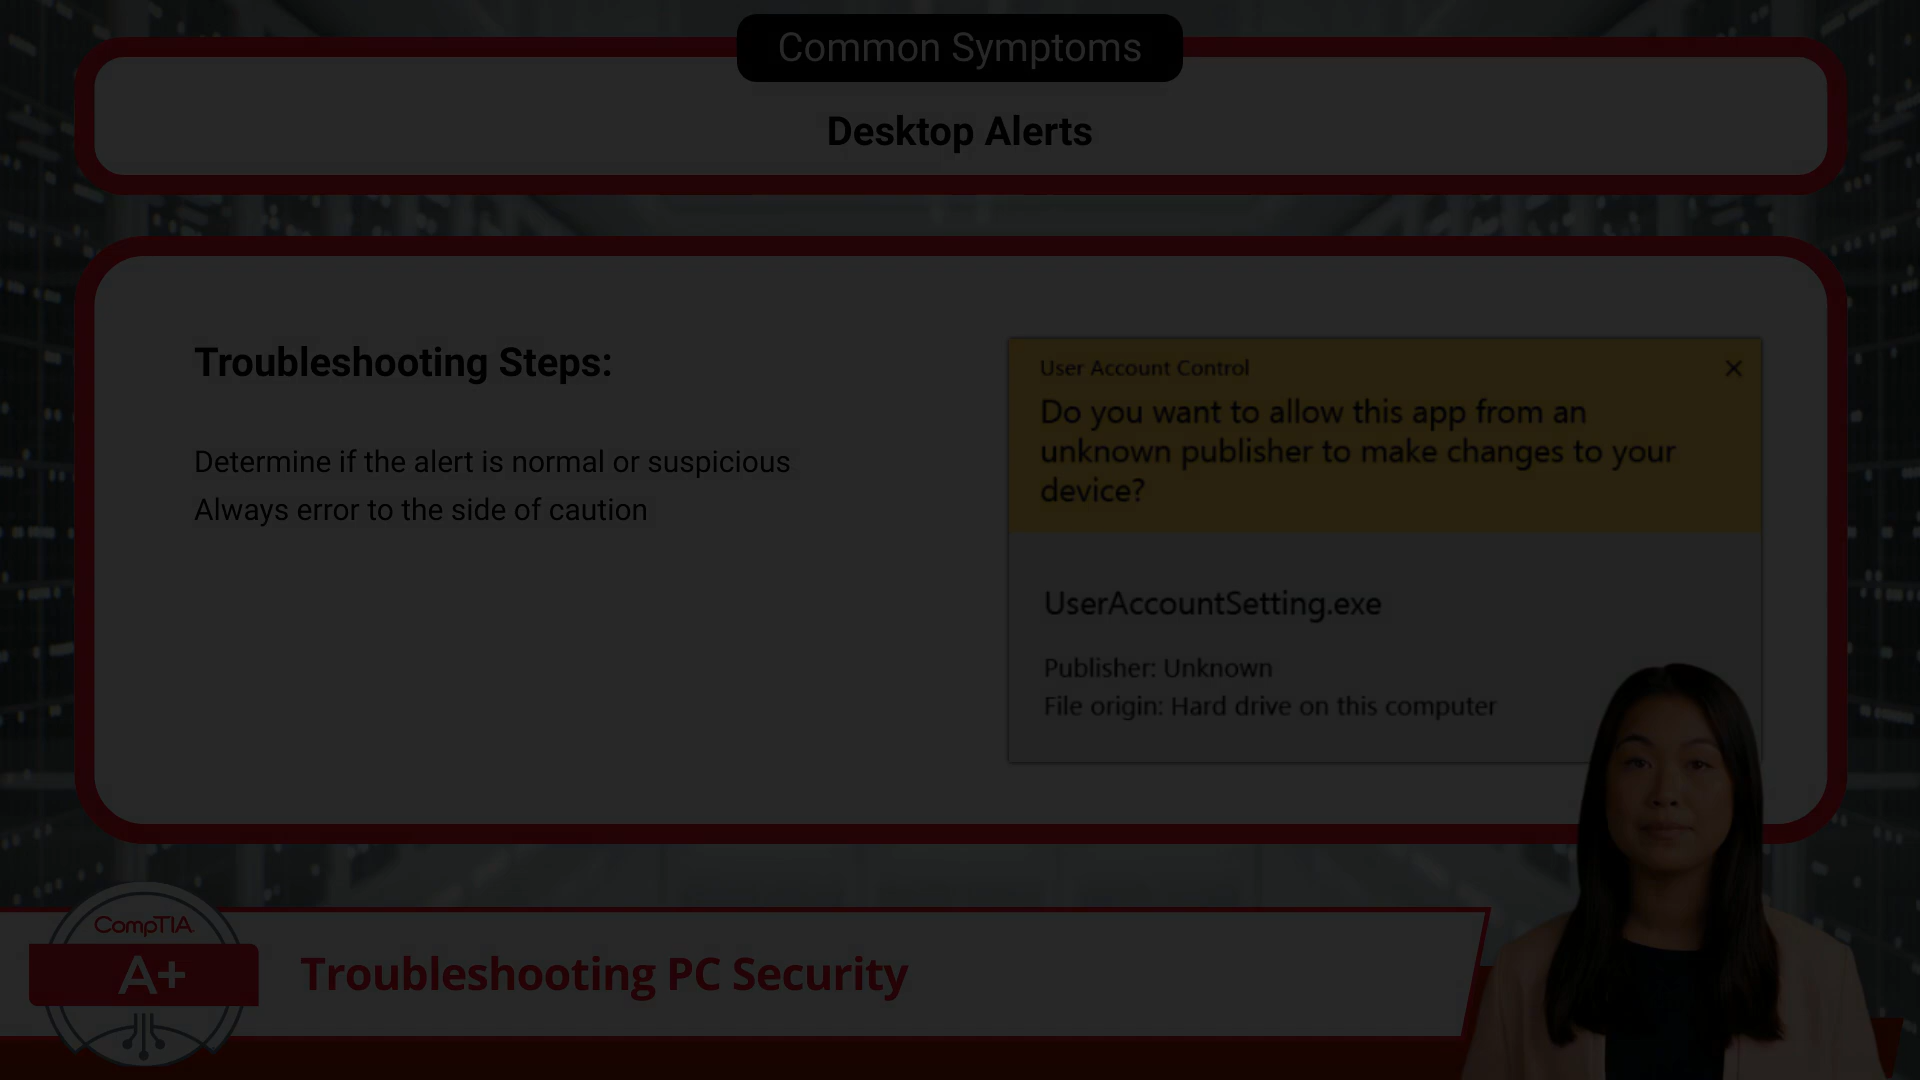 Common Symptoms
Desktop Alerts
Troubleshooting Steps:
Determine if the alert is normal or suspicious
Always error to the side of caution
User Account Control
Do you want to allow this app from an
unknown publisher to make changes to your
device?
UserAccountSetting.exe
Publisher: Unknown
File origin: Hard drive on this computer
CompTIA
A+
Troubleshooting PC Security